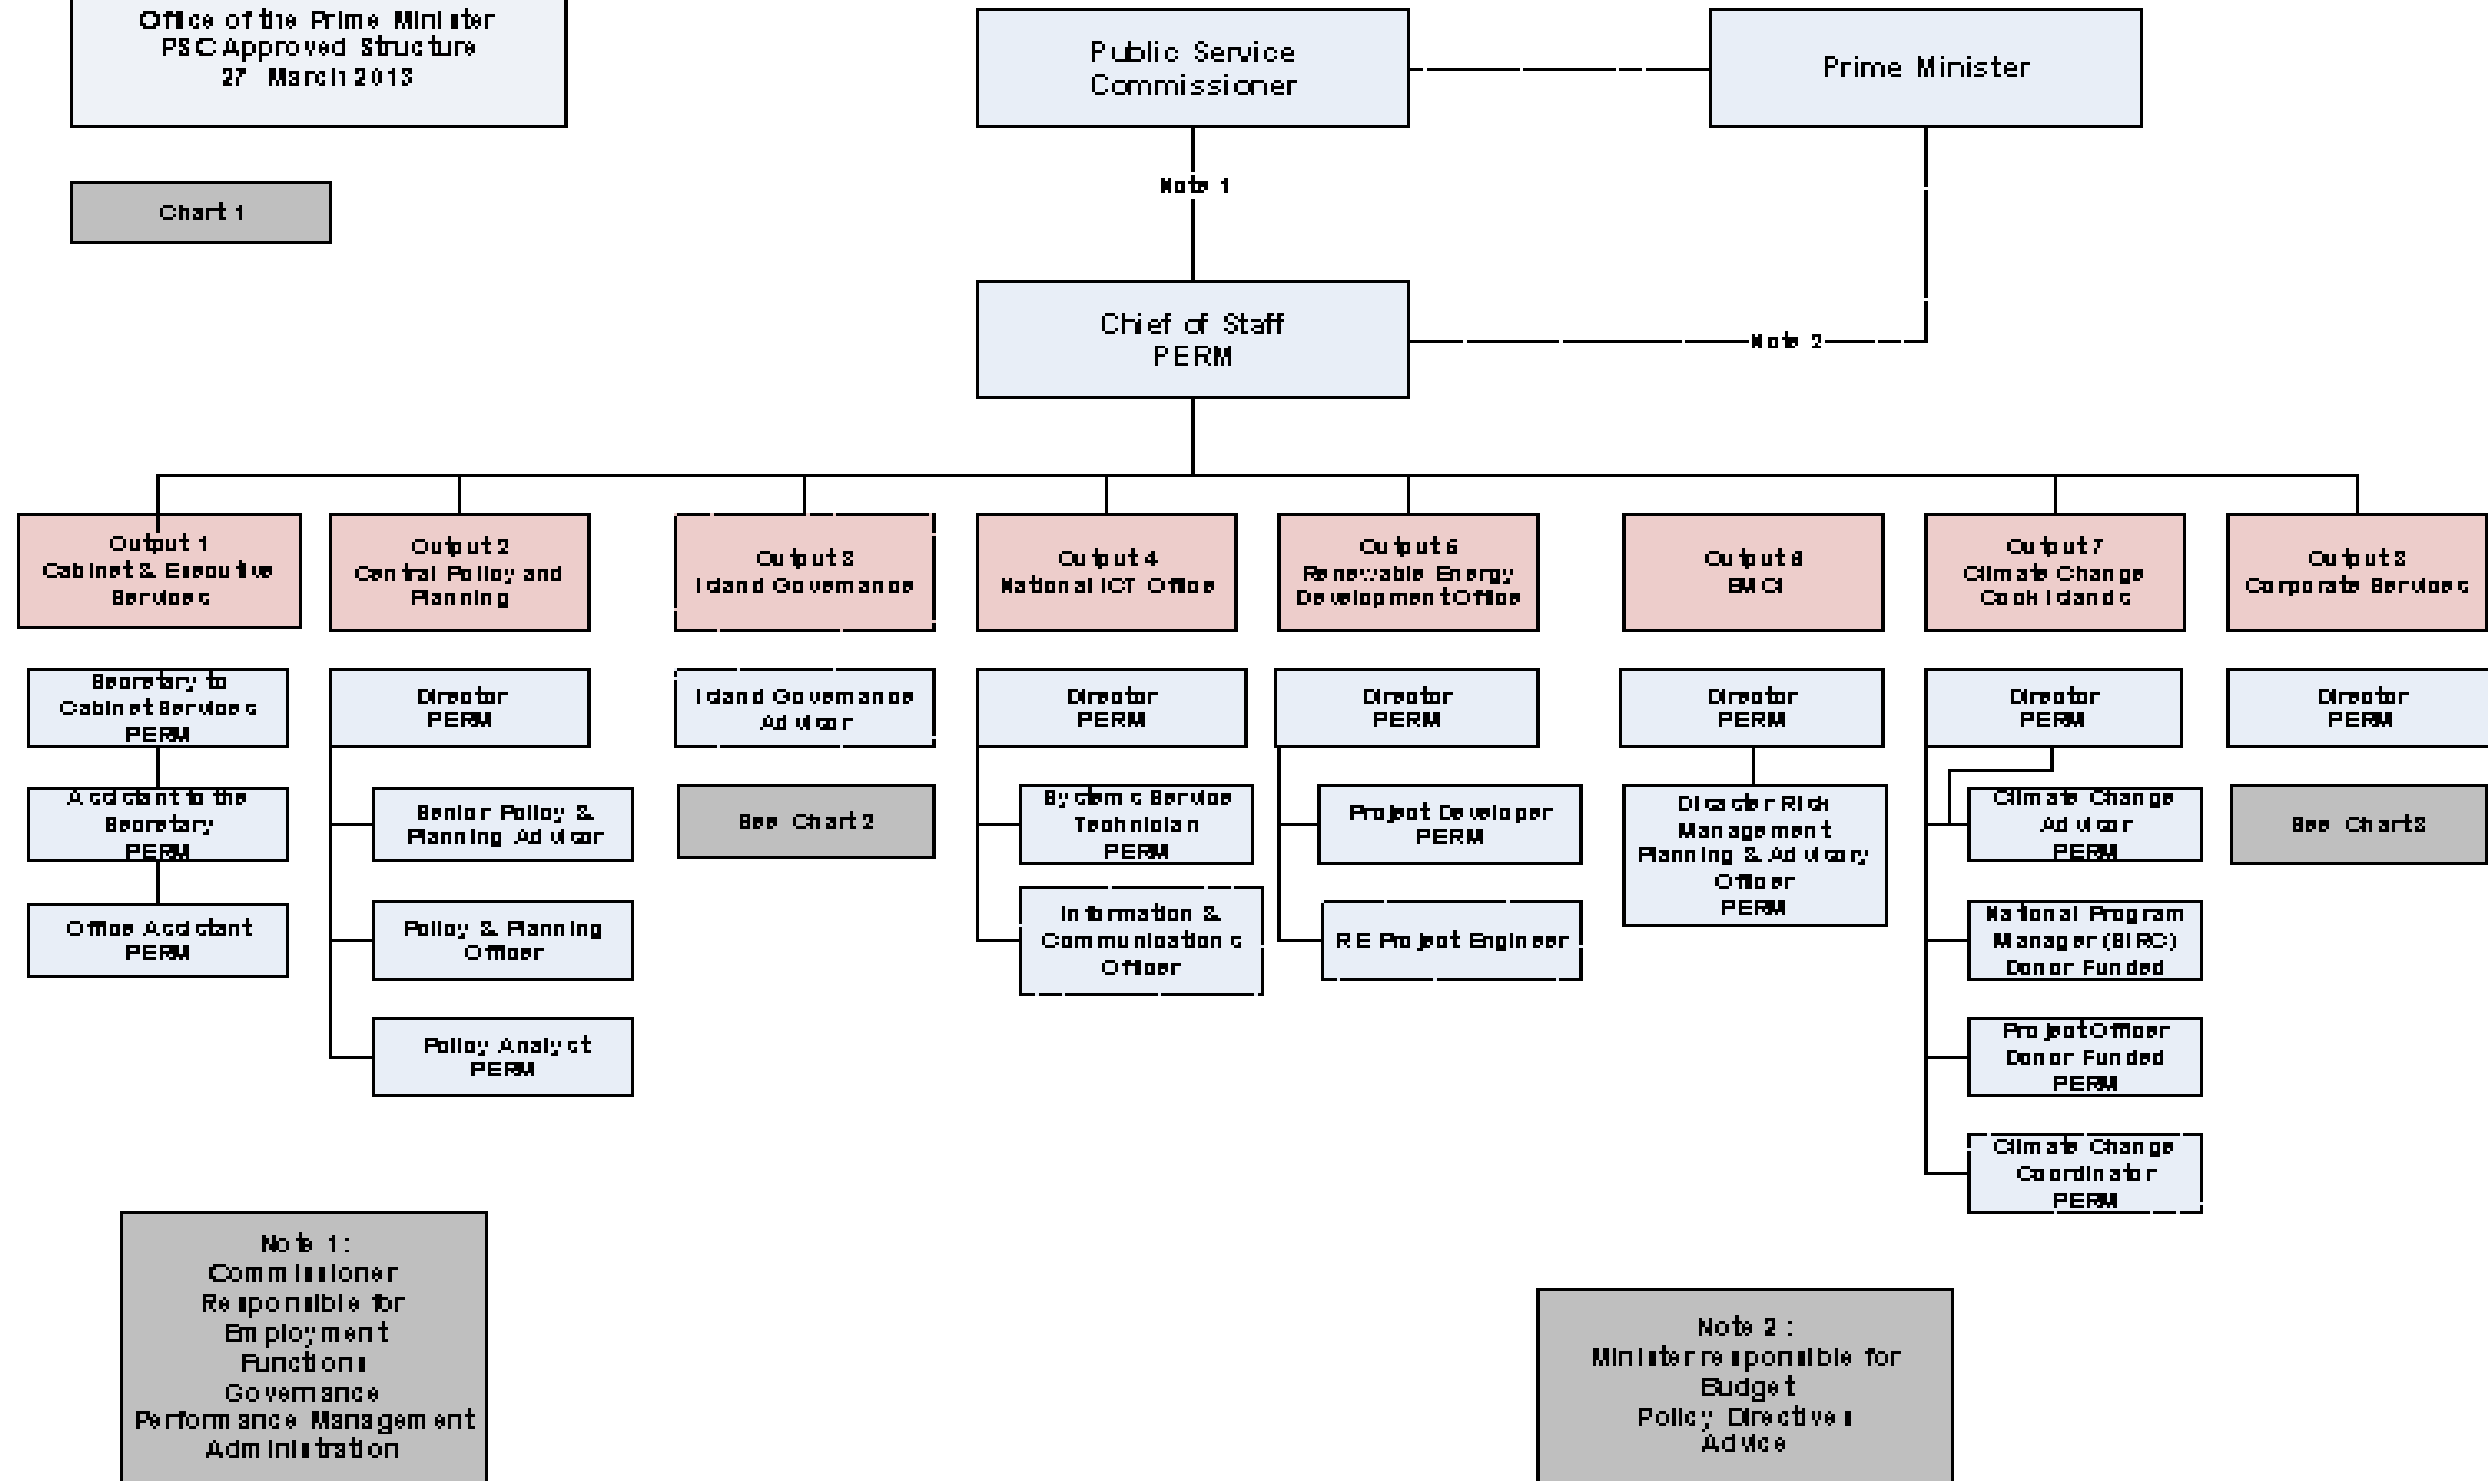 Office of the Prime Minister
PSC Approved Structure
27 March 2013
Chart 1
Public Service
Commissioner
Prime Minister
Note 1
Chief of Staff
PERM
Note 2
Output 1
Cabinet & Executive
Services
Output 2
Central Policy and
Planning
Output 3
Island Governance
Output 4
National ICT Office
Output 5
Renewable Energy
Development Office
Output 6
EMCI
Output 7
Climate Change
Cook Islands
Output 8
Corporate Services
Secretary to
Cabinet Services
PERM
Assistant to the
Secretary
PERM
Office Assistant
PERM
Director
PERM
Senior Policy &
Planning Advisor
Policy & Planning
Officer
Policy Analyst
PERM
Island Governance
Advisor
See Chart 2
Director
PERM
Systems Service
Technician
PERM
Information &
Communications
Officer
Director
PERM
Project Developer
PERM
RE Project Engineer
Director
PERM
Disaster Risk
Management
Planning & Advisory
Officer
PERM
Director
PERM
Climate Change
Advisor
PERM
National Program
Manager (SIRC)
Donor Funded
Project Officer
Donor Funded
PERM
Climate Change
Coordinator
PERM
Director
PERM
See Chart 3
Note 1:
Commissioner
Responsible for
Employment
Functions
Governance
Performance Management
Administration
Note 2:
Minister responsible for
Budget
Policy Directives
Advice